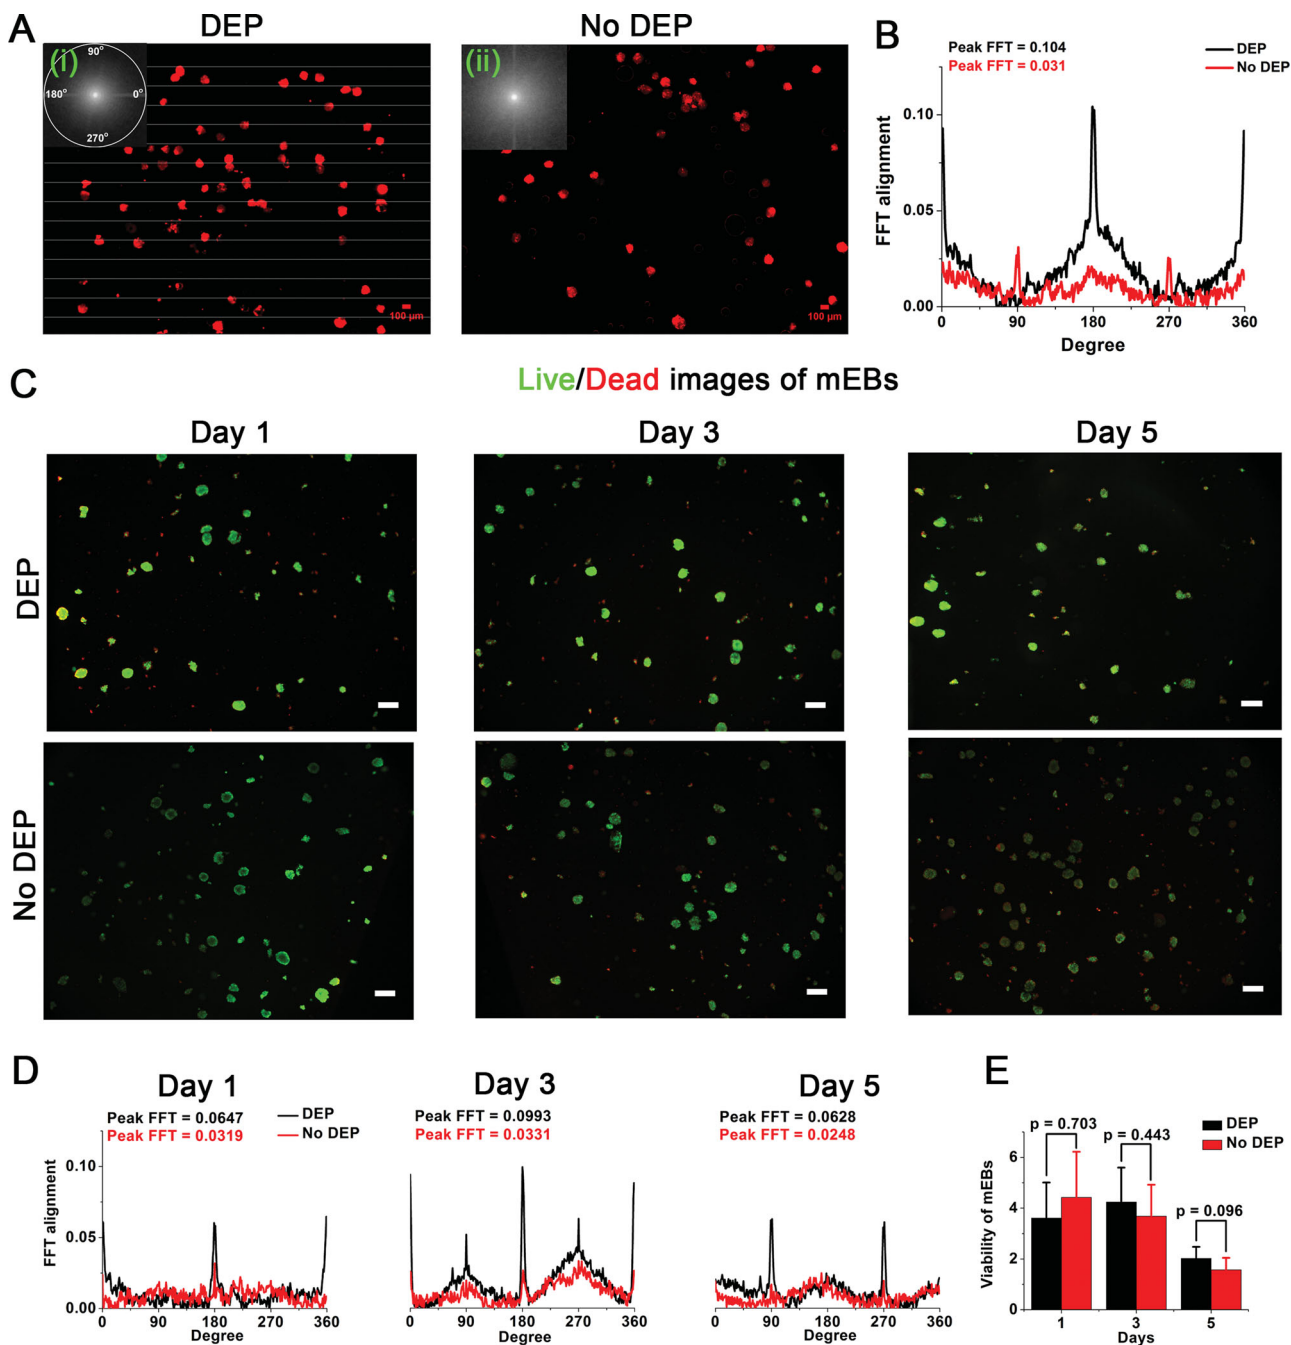 A
DEP
No DEP
(i)
90°
180°
0°
270°
100 µm
(ii)
100 µm
B
Peak FFT = 0.104
Peak FFT = 0.031
DEP
No DEP
FFT alignment
0.10
0.05
0.00
0 90 180 270 360
Degree
C
Live/Dead images of mEBs
Day 1
Day 3
Day 5
DEP
No DEP
D
Day 1
Peak FFT = 0.0647
Peak FFT = 0.0319
DEP
No DEP
Day 3
Peak FFT = 0.0993
Peak FFT = 0.0331
Day 5
Peak FFT = 0.0628
Peak FFT = 0.0248
FFT alignment
0.10
0.05
0.00
0 90 180 270 360
Degree
0 90 180 270 360
Degree
0 90 180 270 360
Degree
E
DEP
No DEP
p = 0.703
p = 0.443
p = 0.096
Viability of mEBs
6
4
2
0
1 3 5
Days